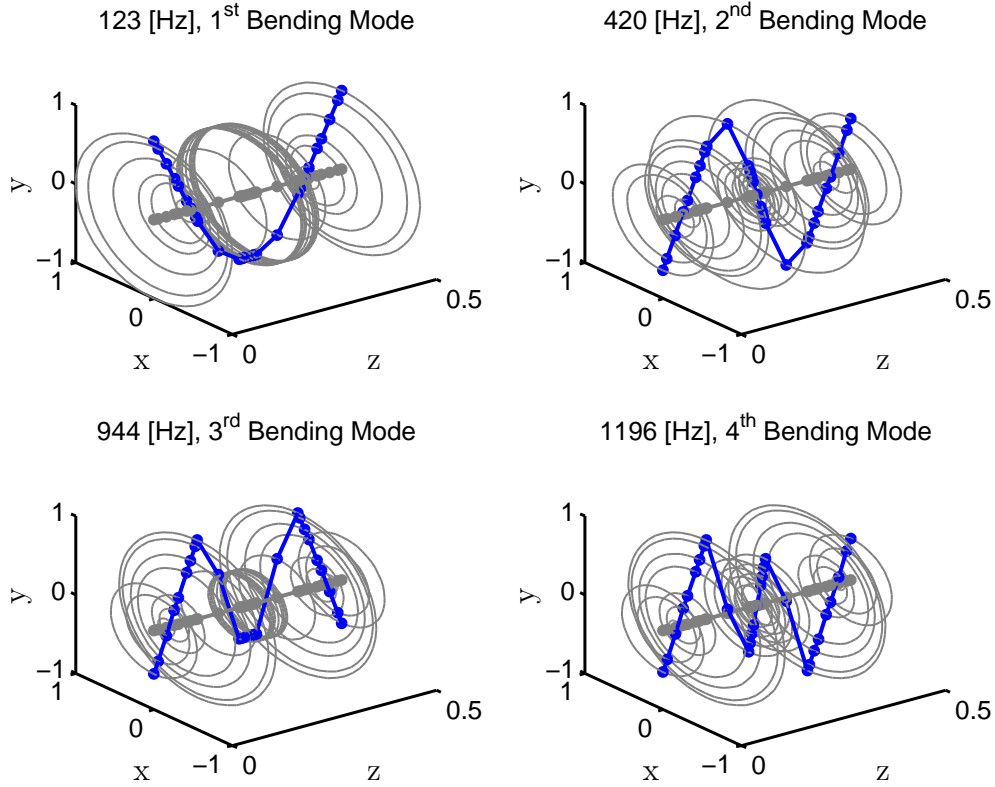 123 [Hz], 1st Bending Mode
1
0
−1
y
1
0
−1
x
0
0.5
z
420 [Hz], 2nd Bending Mode
1
0
−1
y
1
0
−1
x
0
0.5
z
944 [Hz], 3rd Bending Mode
1
0
−1
y
1
0
−1
x
0
0.5
z
1196 [Hz], 4th Bending Mode
1
0
−1
y
1
0
−1
x
0
0.5
z